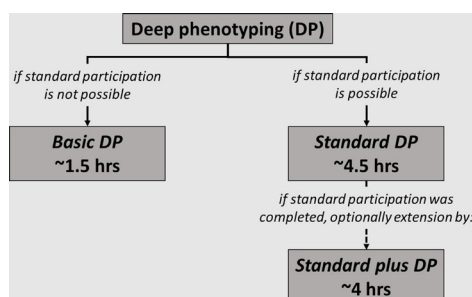 Deep phenotyping (DP)
if standard participation
is not possible
if standard participation
is possible
Basic DP
~1.5 hrs
Standard DP
~4.5 hrs
if standard participation was
completed, optionally extension by:
Standard plus DP
~4 hrs